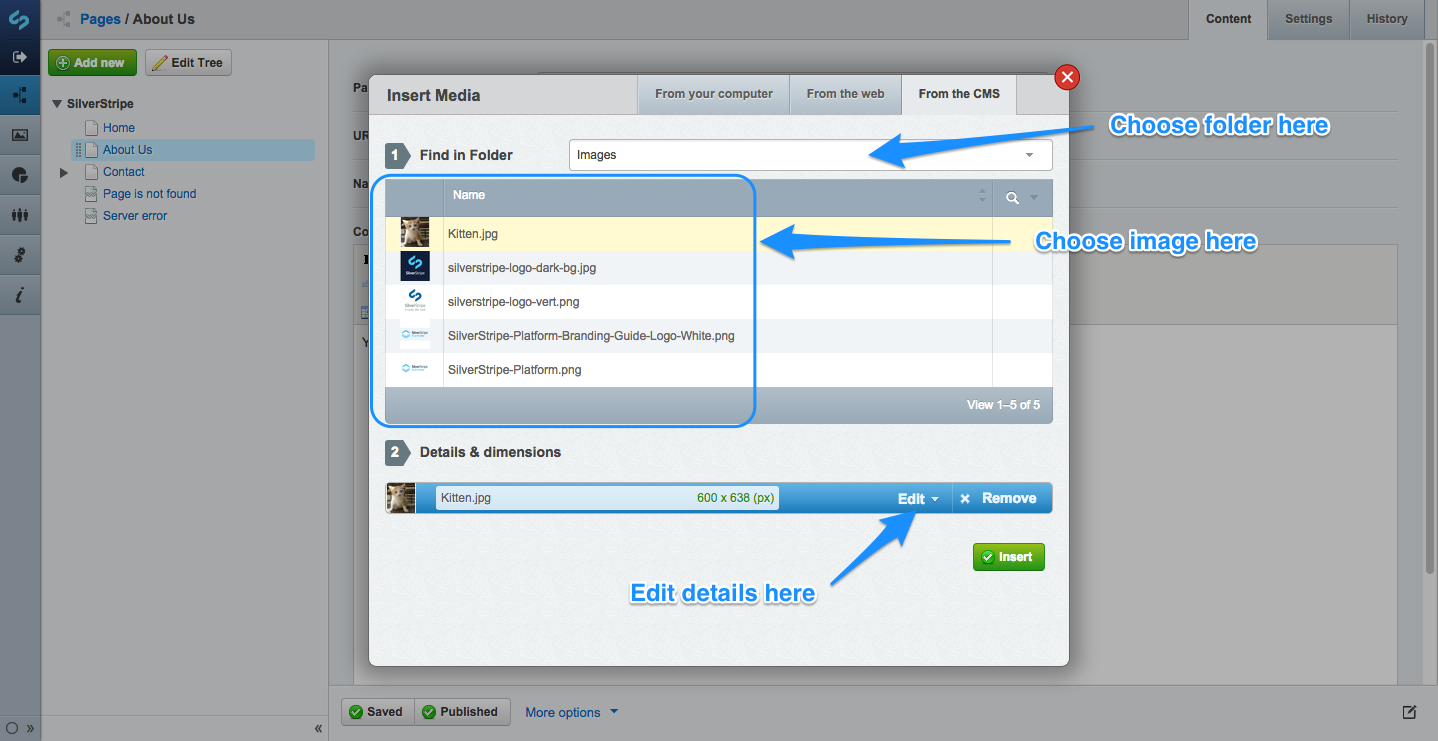 Pages / About Us
Content
Settings
History
Add new
Edit Tree
SilverStripe
Home
About Us
Contact
Page is not found
Server error
Pa
UR
Na
Co
Insert Media
From your computer
From the web
From the CMS
Choose folder here
1 Find in Folder
Images
Name
Kitten.jpg
Choose image here
silverstripe-logo-dark-bg.jpg
silverstripe-logo-vert.png
SilverStripe-Platform-Branding-Guide-Logo-White.png
SilverStripe-Platform.png
View 1–5 of 5
2 Details & dimensions
Kitten.jpg
600 x 638 (px)
Edit
Remove
Insert
Edit details here
Saved
Published
More options